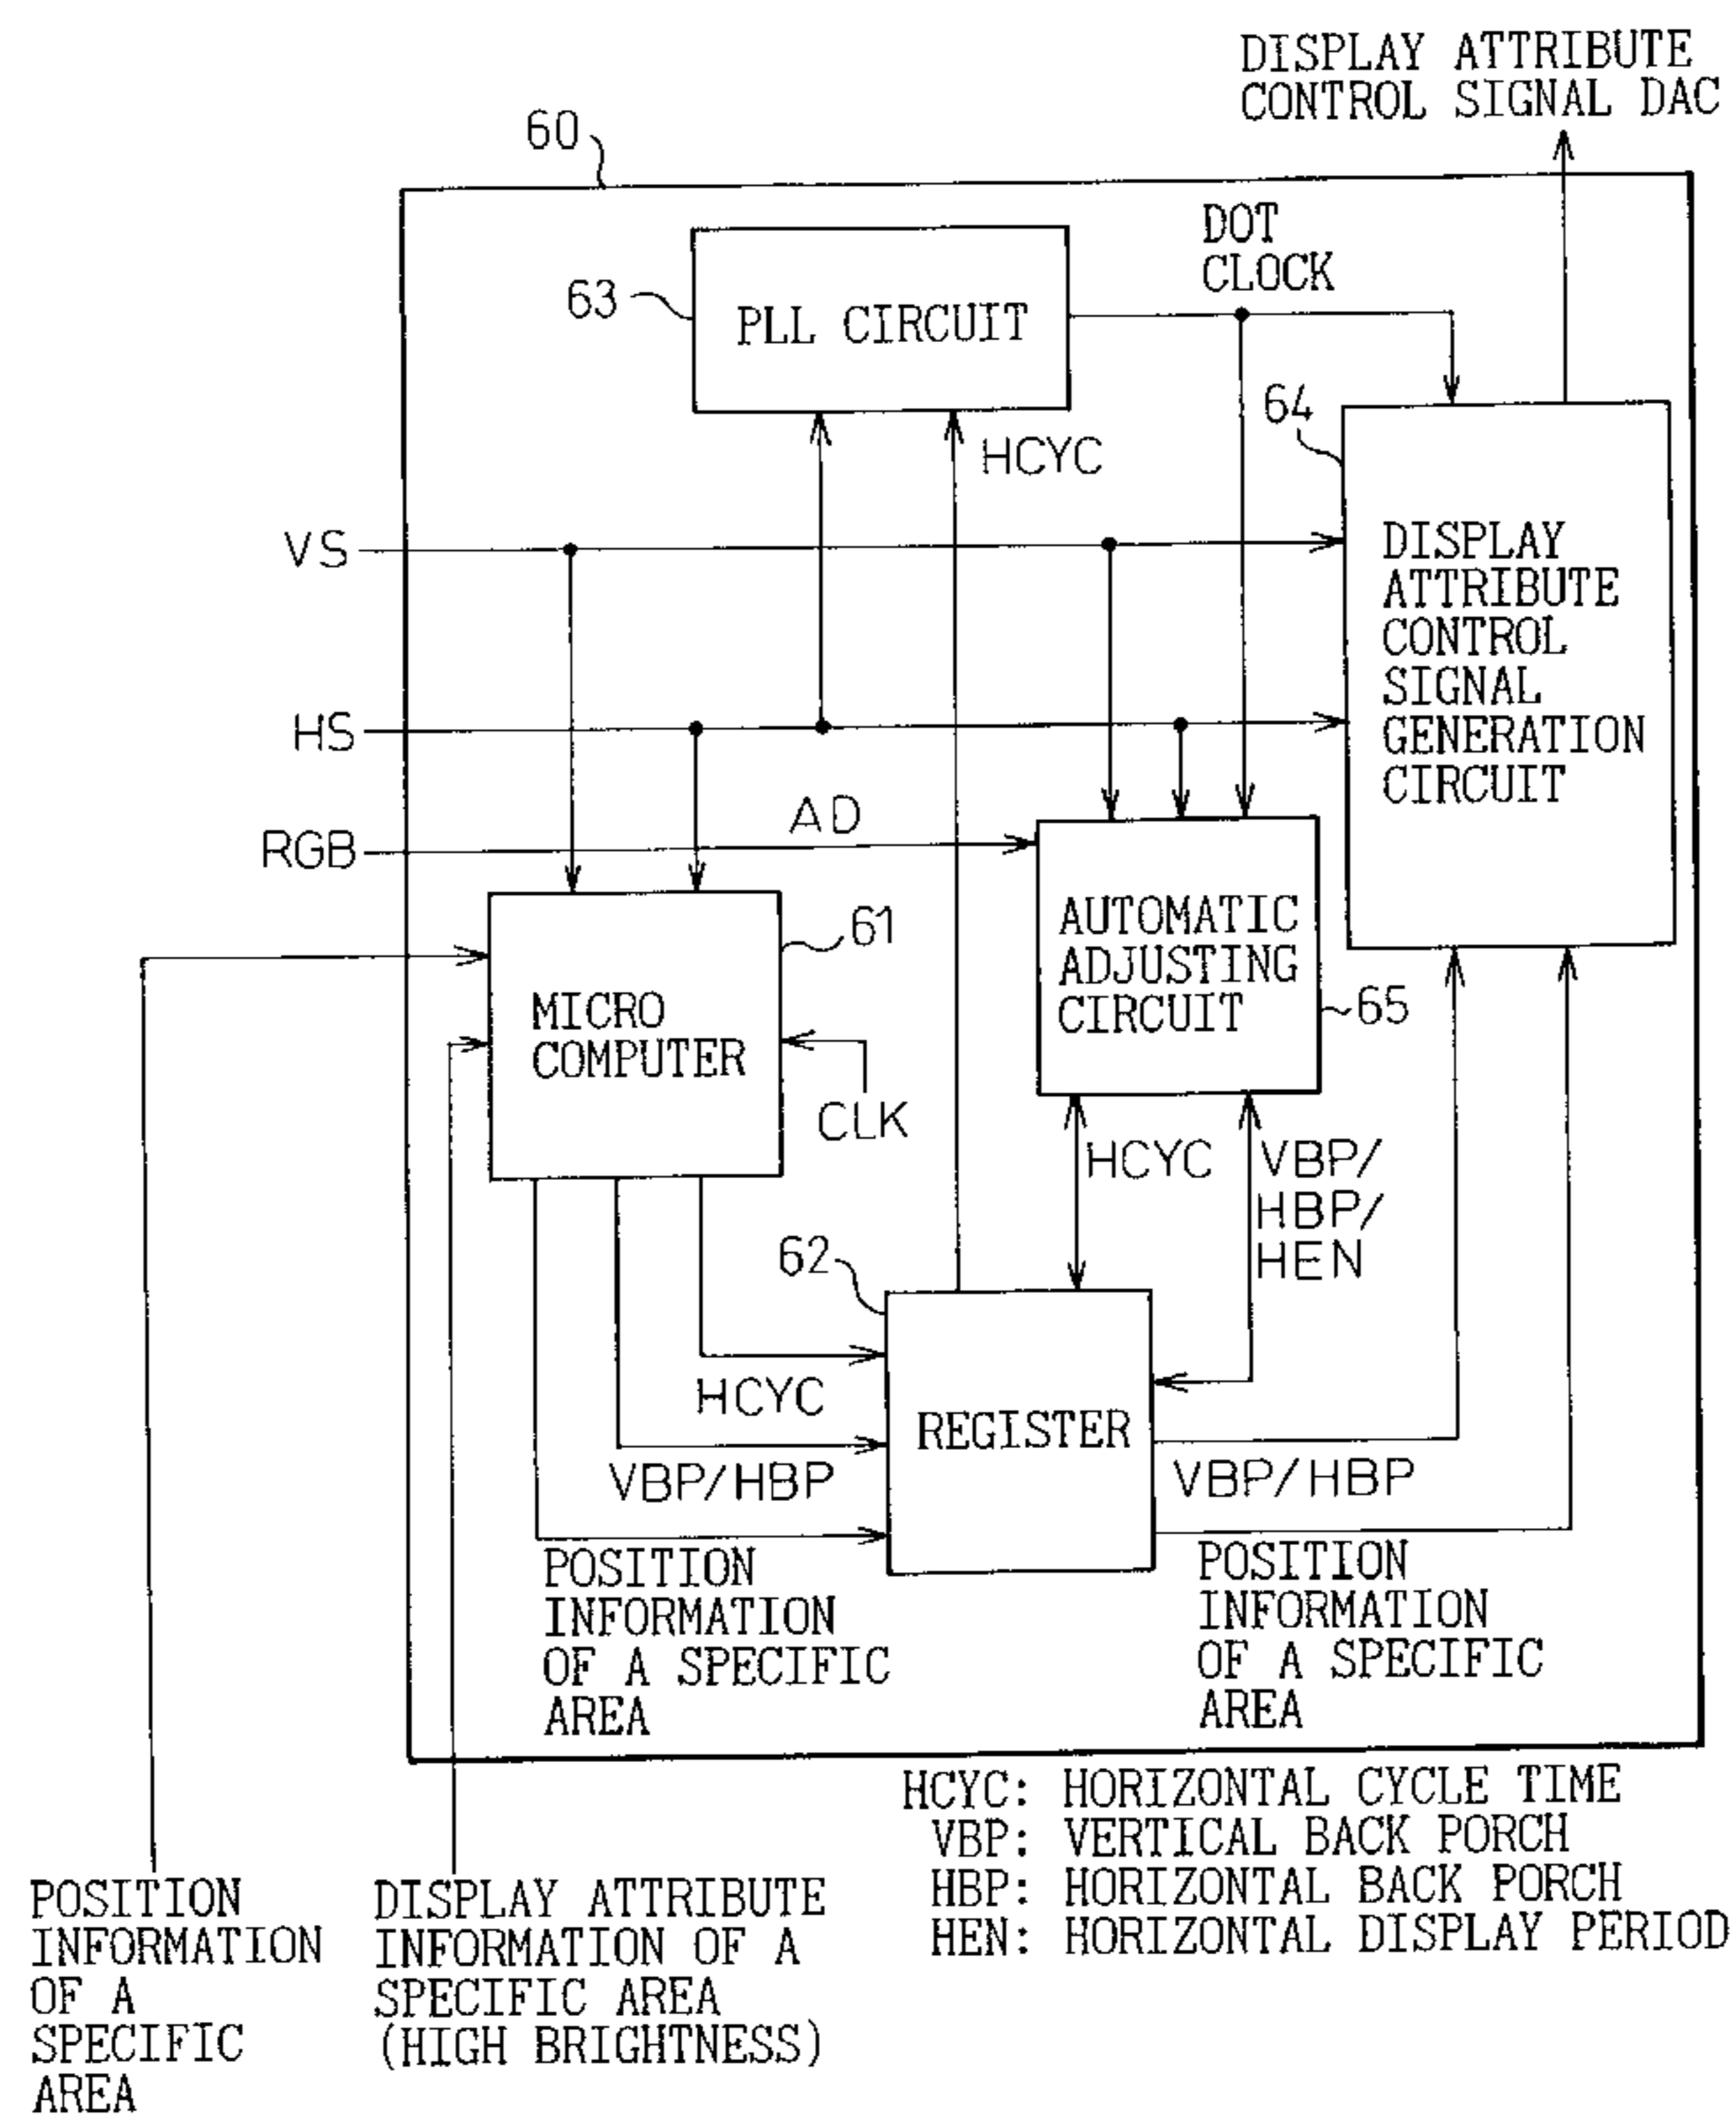 DISPLAY ATTRIBUTE
CONTROL SIGNAL DAC
60
DOT
CLOCK
63
PLL CIRCUIT
64
HCYC
VS
DISPLAY
ATTRIBUTE
CONTROL
SIGNAL
GENERATION
CIRCUIT
HS
AD
RGB
61
AUTOMATIC
ADJUSTING
CIRCUIT
65
MICRO
COMPUTER
CLK
HCYC
VBP/
HBP/
HEN
62
HCYC
REGISTER
VBP/HBP
VBP/HBP
POSITION
INFORMATION
OF A SPECIFIC
AREA
POSITION
INFORMATION
OF A SPECIFIC
AREA
HCYC: HORIZONTAL CYCLE TIME
VBP: VERTICAL BACK PORCH
HBP: HORIZONTAL BACK PORCH
HEN: HORIZONTAL DISPLAY PERIOD
POSITION
INFORMATION
OF A
SPECIFIC
AREA
DISPLAY ATTRIBUTE
INFORMATION OF A
SPECIFIC AREA
(HIGH BRIGHTNESS)